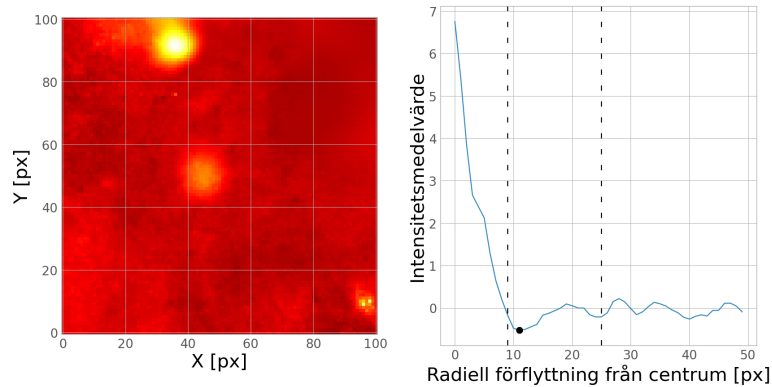 100
80
60
40
20
0
Y [px]
0 20 40 60 80 100
X [px]
7
6
5
4
3
2
1
0
Intensitetsmedelvärde
0 10 20 30 40 50
Radiell förflyttning från centrum [px]